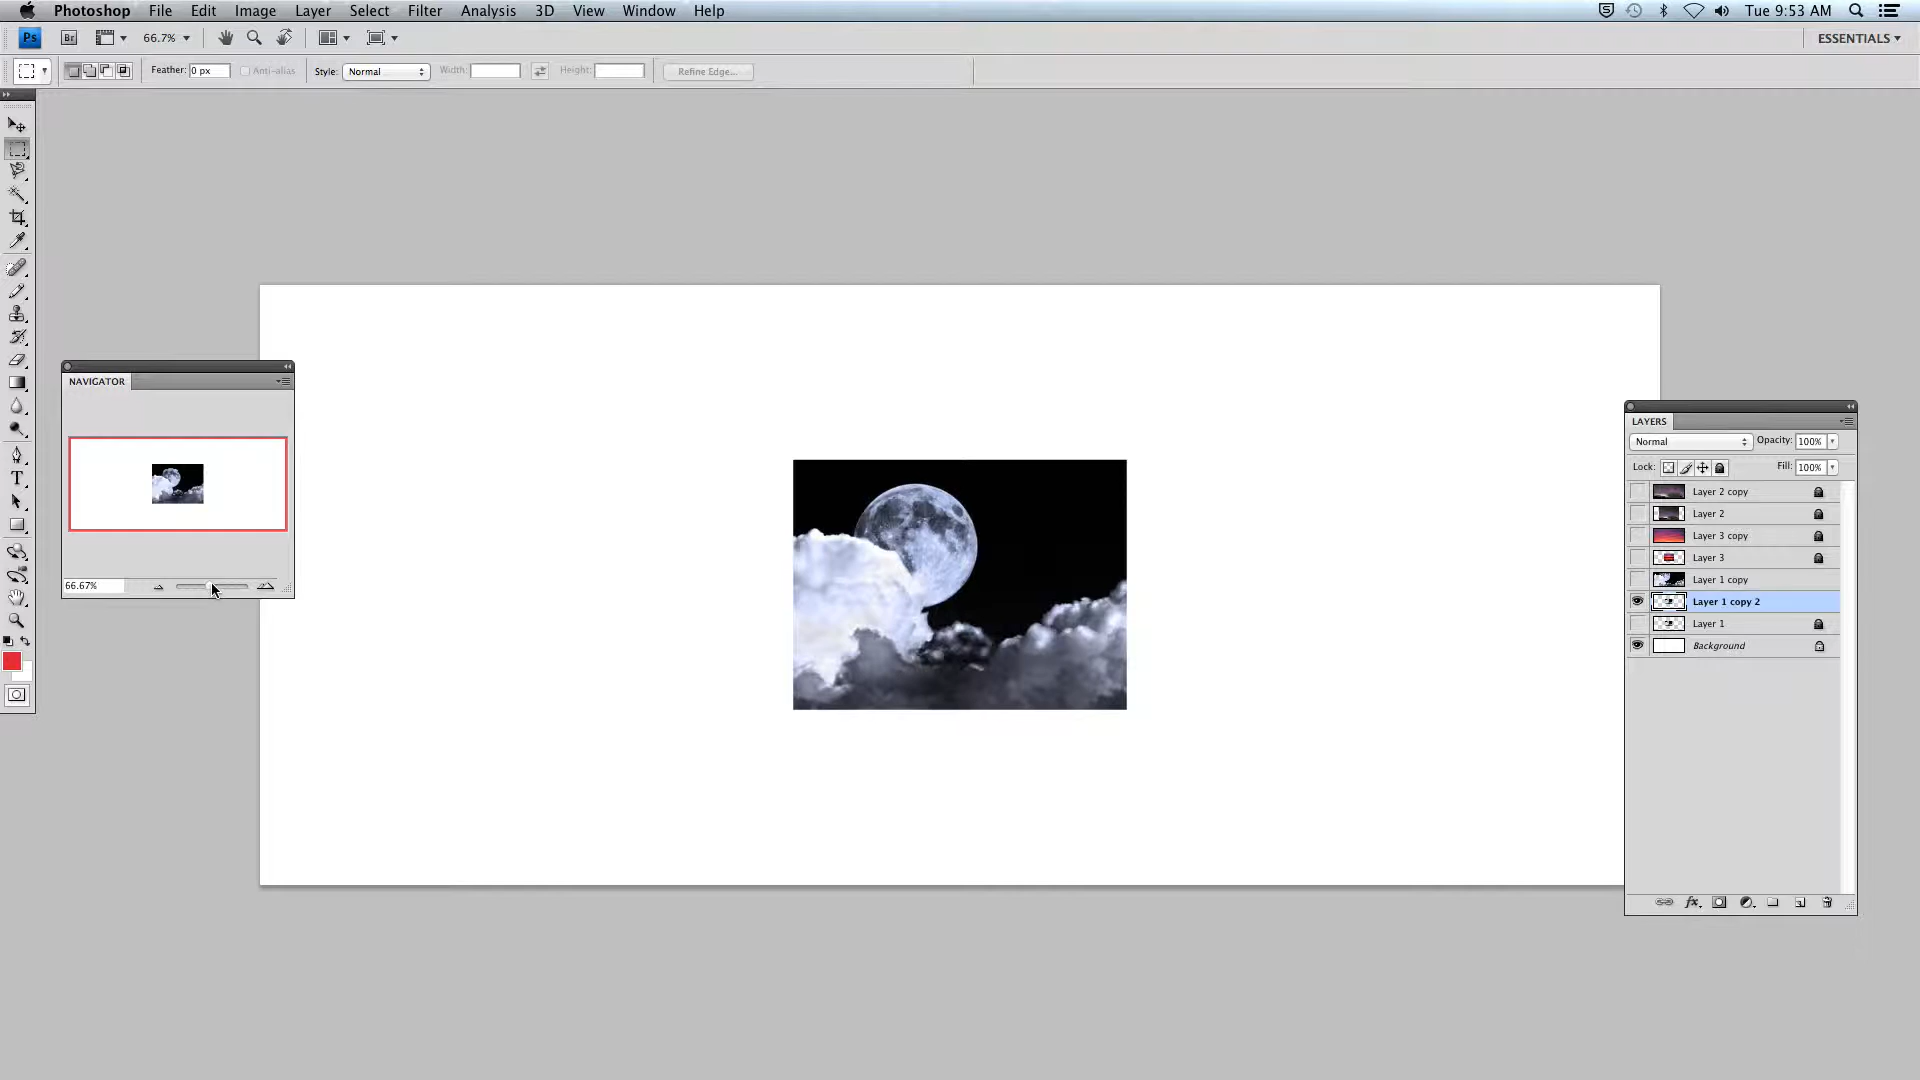 Photoshop File Edit Image Layer Select Filter Analysis 3D View Window Help Tue 9:53 AM
Ps Br 66.7% ESSENTIALS
Feather: 0 px Anti-alias Style: Normal Width: Height: Refine Edge...
NAVIGATOR
66.67%
LAYERS
Normal Opacity: 100%
Lock: Fill: 100%
Layer 2 copy
Layer 2
Layer 3 copy
Layer 3
Layer 1 copy
Layer 1 copy 2
Layer 1
Background
fx